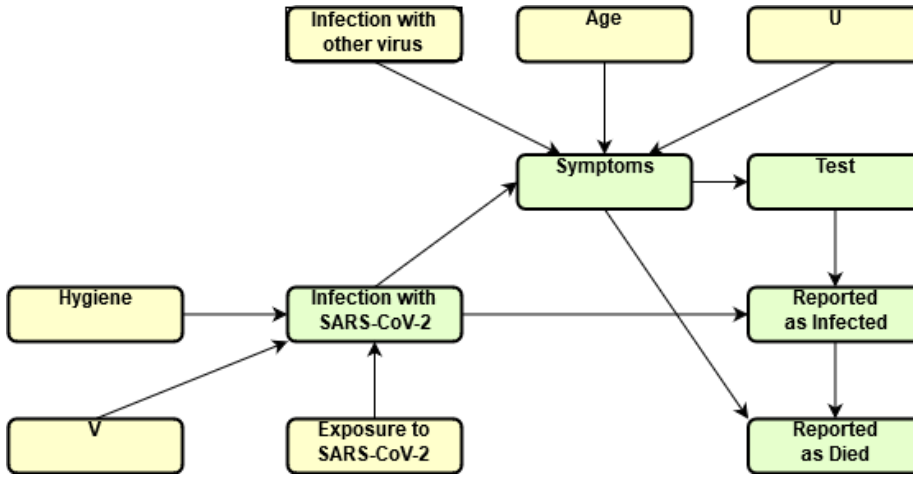 Infection with
other virus
Age
U
Symptoms
Test
Hygiene
Infection with
SARS-CoV-2
Reported
as Infected
V
Exposure to
SARS-CoV-2
Reported
as Died